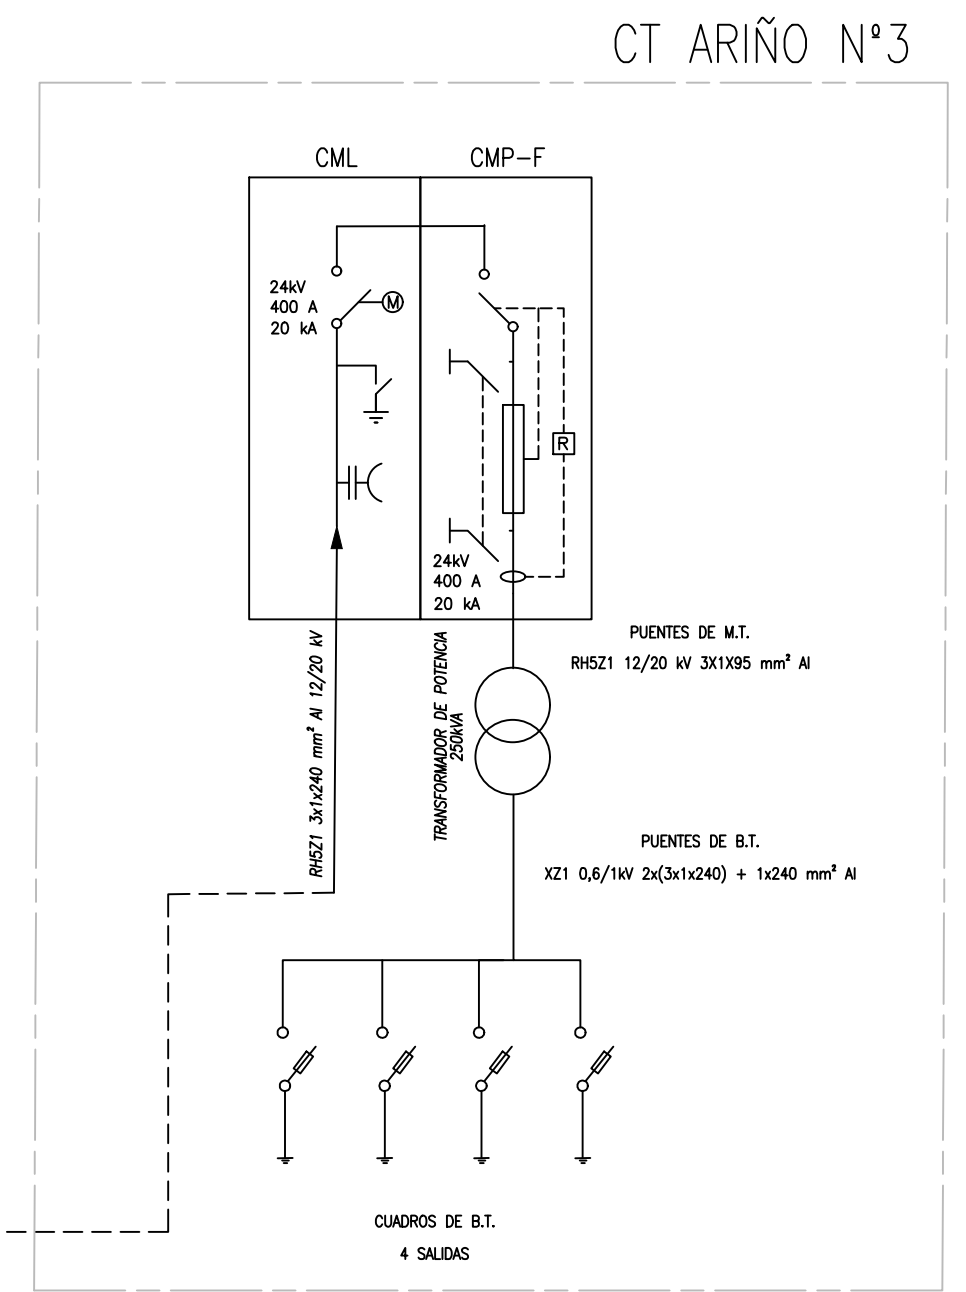 CT ARIÑO Nº3
CML
CMP-F
24kV
400 A
20 kA
M
R
24kV
400 A
20 kA
RH5Z1 3x1x240 mm² Al 12/20 kV
TRANSFORMADOR DE POTENCIA
250kVA
PUENTES DE M.T.
RH5Z1 12/20 kV 3X1X95 mm² Al
PUENTES DE B.T.
XZ1 0,6/1kV 2x(3x1x240) + 1x240 mm² Al
CUADROS DE B.T.
4 SALIDAS